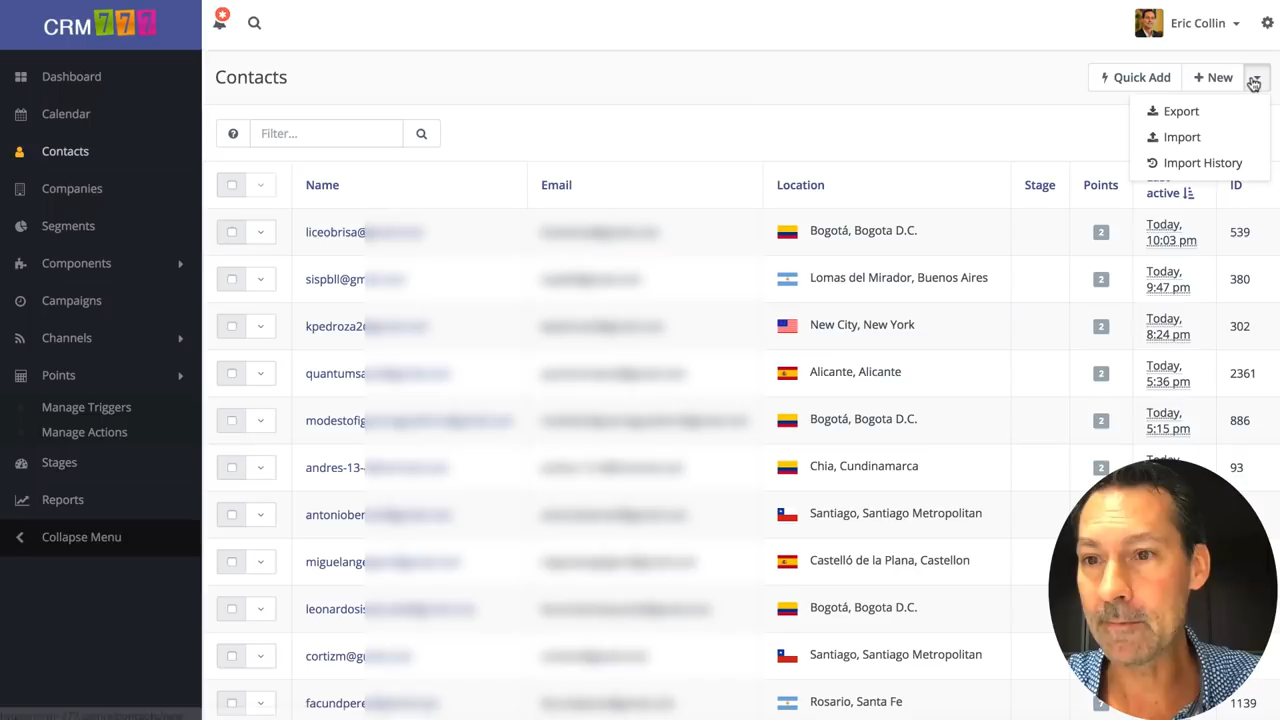 CRM777
Eric Collin
Dashboard
Calendar
Contacts
Companies
Segments
Components
Campaigns
Channels
Points
Manage Triggers
Manage Actions
Stages
Reports
Collapse Menu
Contacts
Quick Add
+ New
Export
Import
Import History
Filter...
Name Email Location Stage Points Last active ID
liceobrisa@ Bogotá, Bogota D.C. 2 Today, 10:03 pm 539
sispbll@gm Lomas del Mirador, Buenos Aires 2 Today, 9:47 pm 380
kpedroza2 New City, New York 2 Today, 8:24 pm 302
quantumsa Alicante, Alicante 2 Today, 5:36 pm 2361
modestofig Bogotá, Bogota D.C. 2 Today, 5:15 pm 886
andres-13- Chia, Cundinamarca 2 Today, 93
antoniober Santiago, Santiago Metropolitan
miguelange Castelló de la Plana, Castellon
leonardosi Bogotá, Bogota D.C.
cortizm@g Santiago, Santiago Metropolitan
facundpere Rosario, Santa Fe 1139